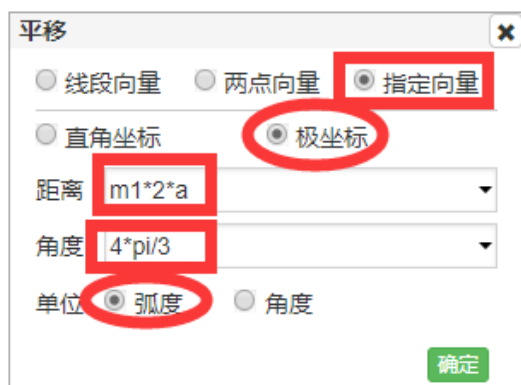 平移
线段向量 两点向量 指定向量
直角坐标 极坐标
距离 m1*2*a
角度 4*pi/3
单位 弧度 角度
确定